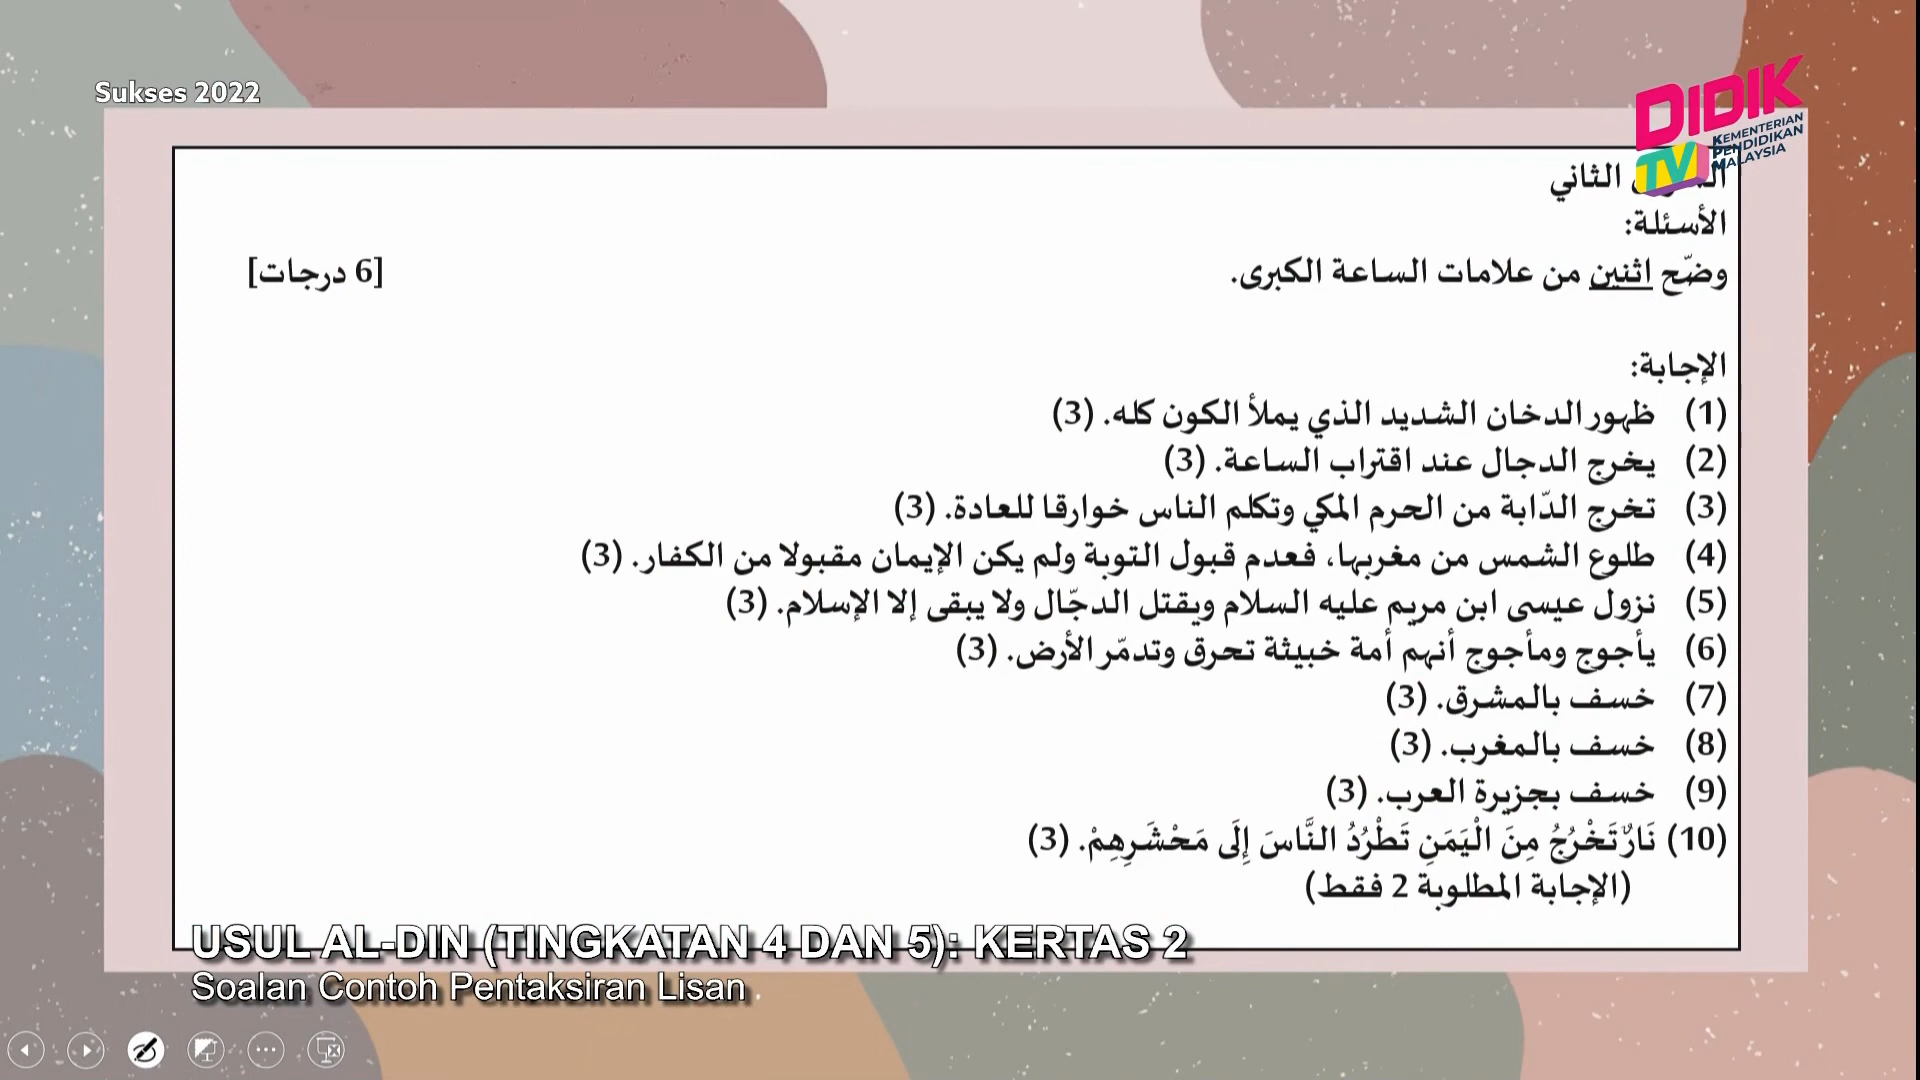 Sukses 2022
DIDIK
TV
KEMENTERIAN
PENDIDIKAN
MALAYSIA
الثاني
الأسئلة:
وضّح اثنين من علامات الساعة الكبرى. [6 درجات]
الإجابة:
(1) ظهور الدخان الشديد الذي يملأ الكون كله. (3)
(2) يخرج الدجال عند اقتراب الساعة. (3)
(3) تخرج الدّابة من الحرم المكي وتكلم الناس خوارقا للعادة. (3)
(4) طلوع الشمس من مغربها، فعدم قبول التوبة ولم يكن الإيمان مقبولا من الكفار. (3)
(5) نزول عيسى ابن مريم عليه السلام ويقتل الدجّال ولا يبقى إلا الإسلام. (3)
(6) يأجوج ومأجوج أنهم أمة خبيثة تحرق وتدمّر الأرض. (3)
(7) خسف بالمشرق. (3)
(8) خسف بالمغرب. (3)
(9) خسف بجزيرة العرب. (3)
(10) نَارٌ تَخْرُجُ مِنَ الْيَمَنِ تَطْرُدُ النَّاسَ إِلَى مَحْشَرِهِمْ. (3)
(الإجابة المطلوبة 2 فقط)
USUL AL-DIN (TINGKATAN 4 DAN 5): KERTAS 2
Soalan Contoh Pentaksiran Lisan